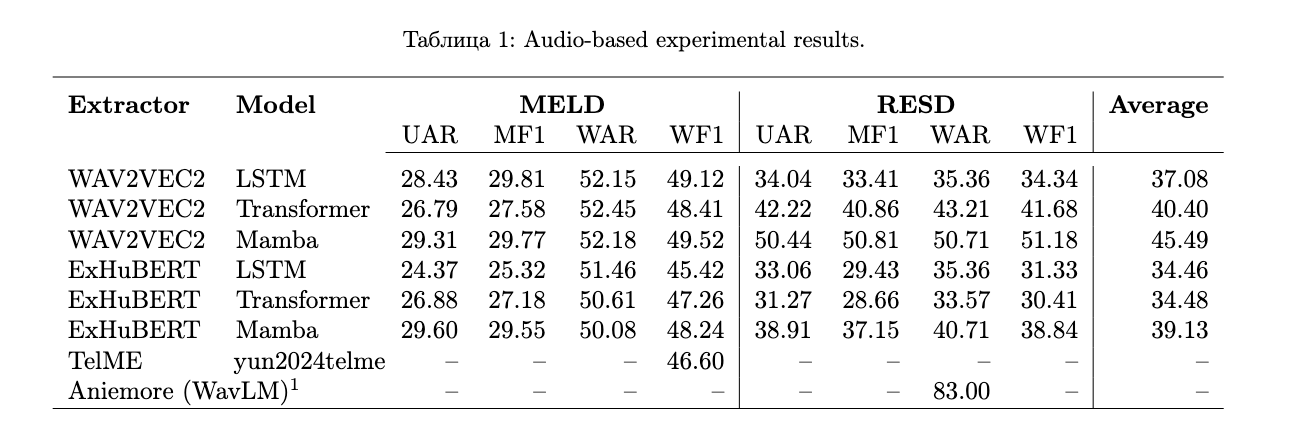 Таблица 1: Audio-based experimental results.
Extractor Model MELD RESD Average
UAR MF1 WAR WF1 UAR MF1 WAR WF1
WAV2VEC2 LSTM 28.43 29.81 52.15 49.12 34.04 33.41 35.36 34.34 37.08
WAV2VEC2 Transformer 26.79 27.58 52.45 48.41 42.22 40.86 43.21 41.68 40.40
WAV2VEC2 Mamba 29.31 29.77 52.18 49.52 50.44 50.81 50.71 51.18 45.49
ExHuBERT LSTM 24.37 25.32 51.46 45.42 33.06 29.43 35.36 31.33 34.46
ExHuBERT Transformer 26.88 27.18 50.61 47.26 31.27 28.66 33.57 30.41 34.48
ExHuBERT Mamba 29.60 29.55 50.08 48.24 38.91 37.15 40.71 38.84 39.13
TelME yun2024telme – – – 46.60 – – – – –
Aniemore (WavLM)¹ – – – – – – 83.00 – –